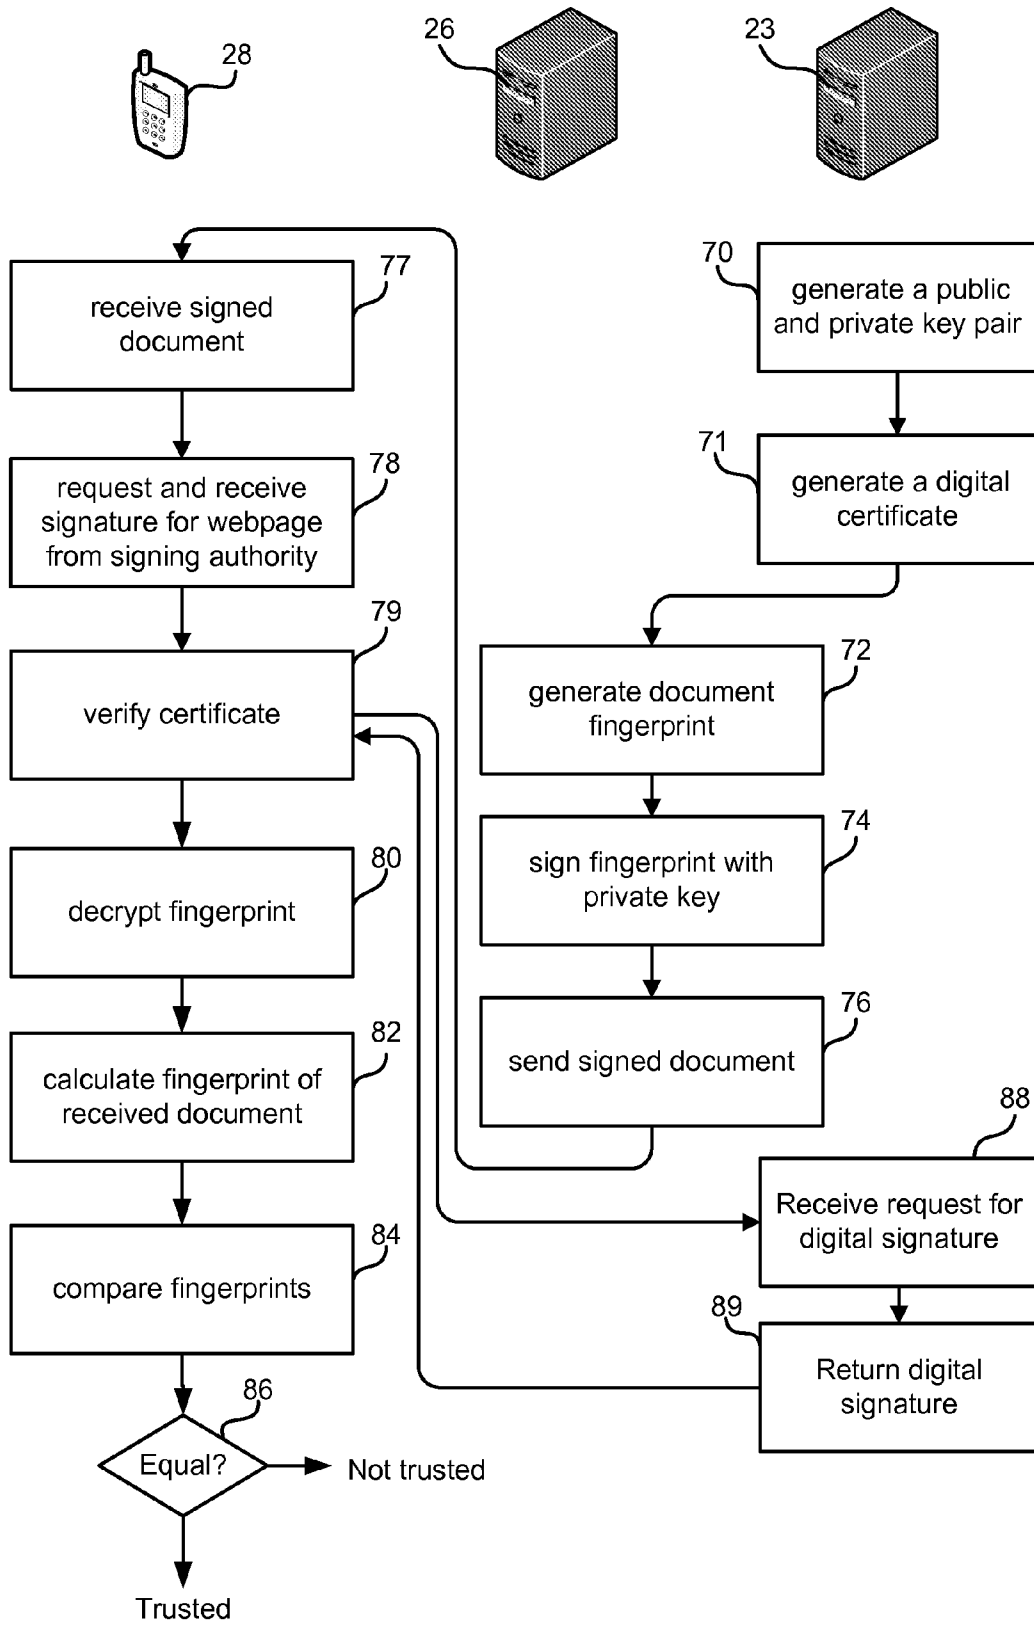 28
26
23
77
receive signed
document
78
request and receive
signature for webpage
from signing authority
79
verify certificate
80
decrypt fingerprint
82
calculate fingerprint of
received document
84
compare fingerprints
86
Equal?
Not trusted
Trusted
70
generate a public
and private key pair
71
generate a digital
certificate
72
generate document
fingerprint
74
sign fingerprint with
private key
76
send signed document
88
Receive request for
digital signature
89
Return digital
signature